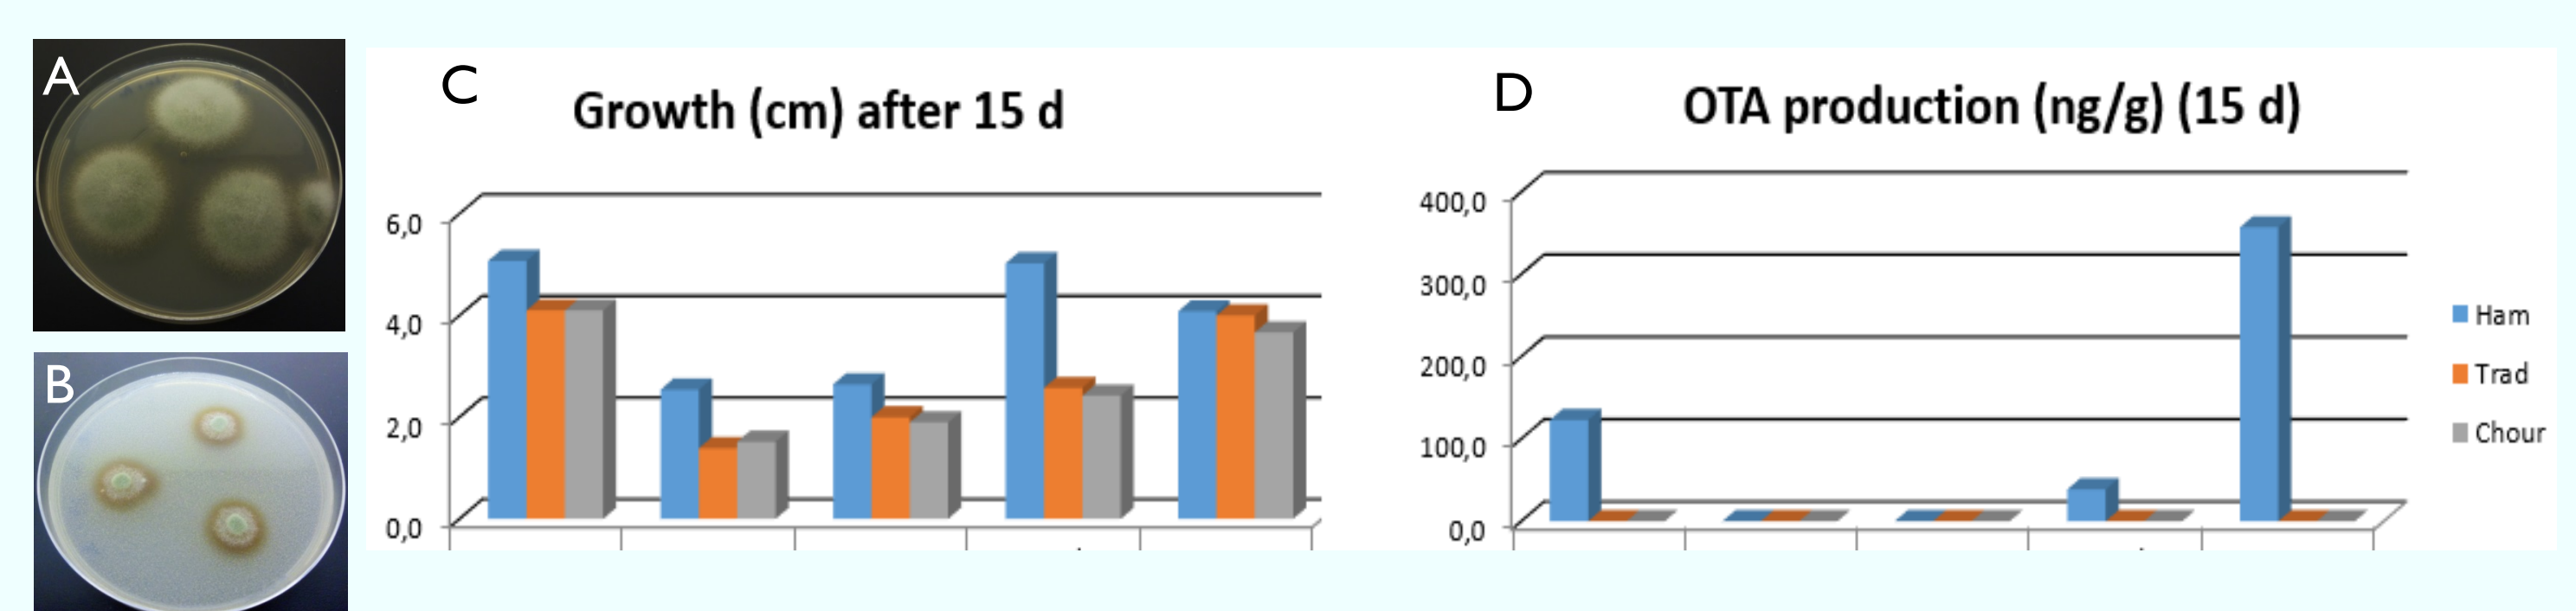 A
B
C
Growth (cm) after 15 d
6,0
4,0
2,0
0,0
D
OTA production (ng/g) (15 d)
400,0
300,0
200,0
100,0
0,0
Ham
Trad
Chour